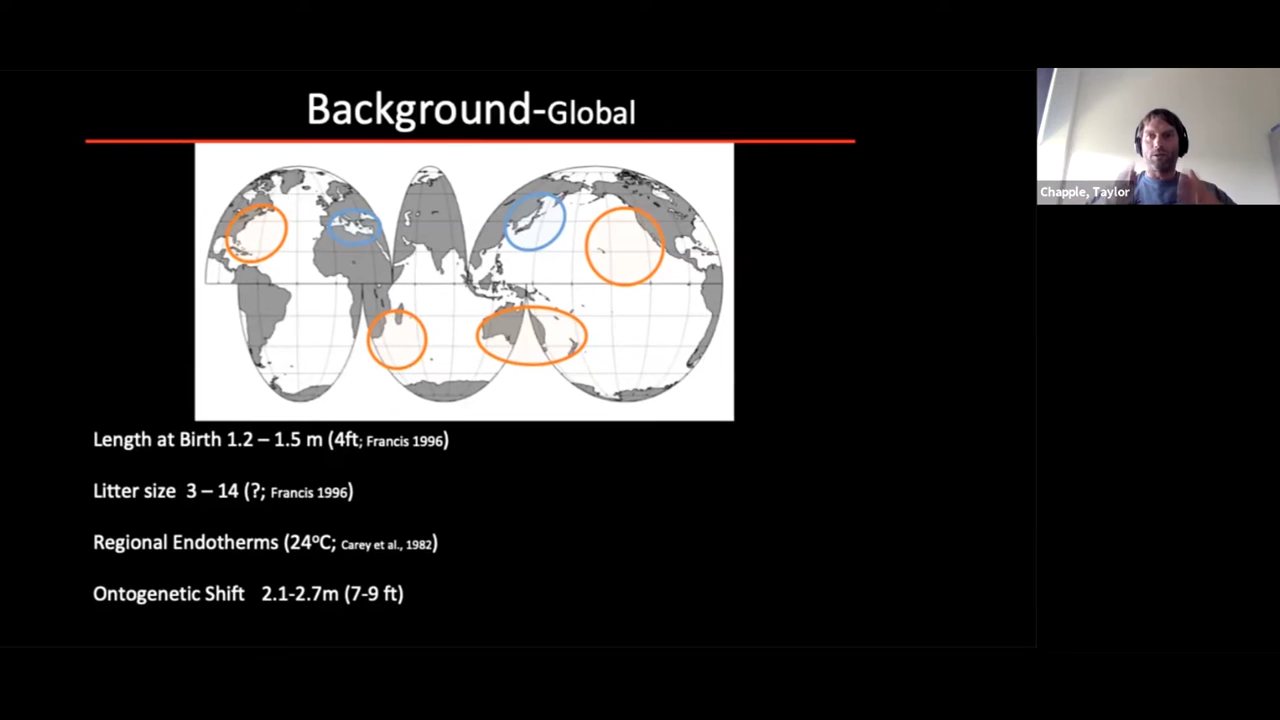 Background-Global
Chapple, Taylor
Length at Birth 1.2 – 1.5 m (4ft; Francis 1996)
Litter size 3 – 14 (?; Francis 1996)
Regional Endotherms (24°C; Carey et al., 1982)
Ontogenetic Shift 2.1-2.7m (7-9 ft)